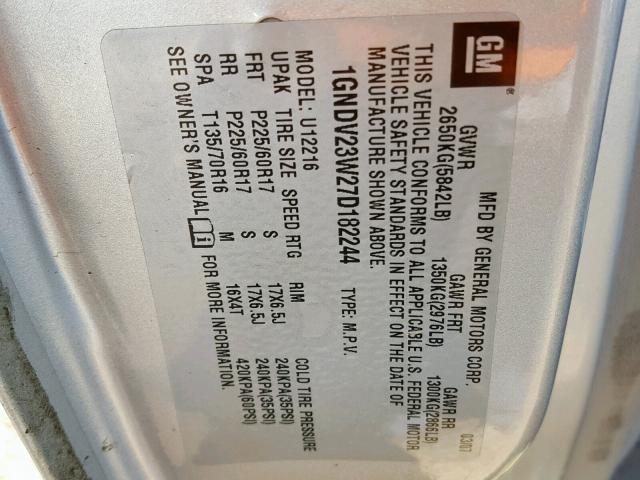 GM
MFD BY GENERAL MOTORS CORP. 03/07
GVWR GAWR FRT GAWR RR
2650KG(5842LB) 1350KG(2976LB) 1300KG(2866LB)
THIS VEHICLE CONFORMS TO ALL APPLICABLE U.S. FEDERAL MOTOR
VEHICLE SAFETY STANDARDS IN EFFECT ON THE DATE OF
MANUFACTURE SHOWN ABOVE.
1GNDV23W27D182244 TYPE: M.P.V.
MODEL: U12216
UPAK TIRE SIZE SPEED RTG RIM COLD TIRE PRESSURE
FRT P225/60R17 S 17X6.5J 240KPA(35PSI)
RR P225/60R17 S 17X6.5J 240KPA(35PSI)
SPA T135/70R16 M 16X4T 420KPA(60PSI)
SEE OWNER'S MANUAL i FOR MORE INFORMATION.